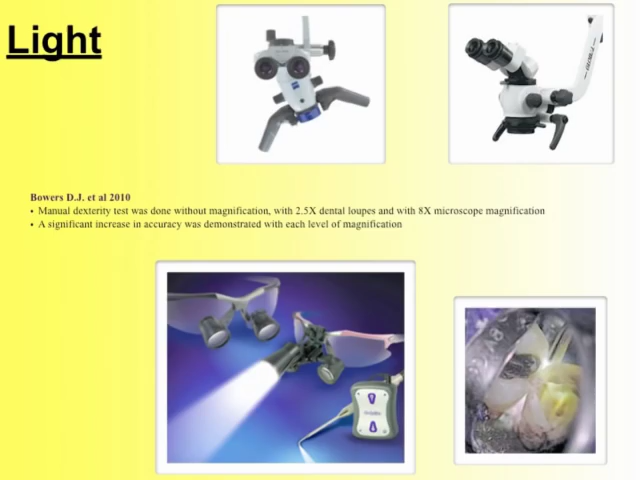 Light
Bowers D.J. et al 2010
• Manual dexterity test was done without magnification, with 2.5X dental loupes and with 8X microscope magnification
• A significant increase in accuracy was demonstrated with each level of magnification